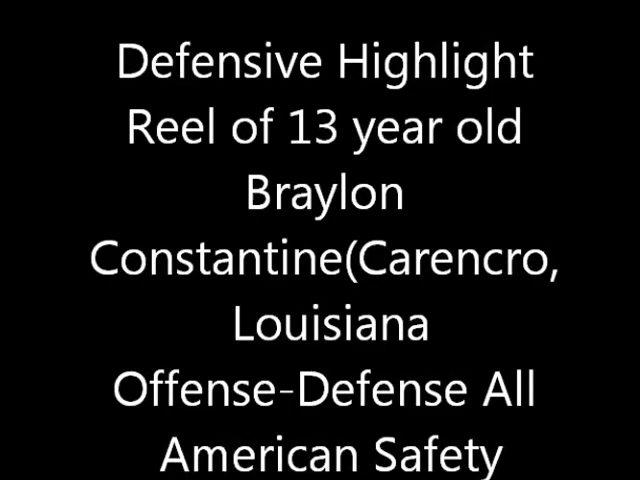 Defensive Highlight
Reel of 13 year old
Braylon
Constantine(Carencro,
Louisiana
Offense-Defense All
American Safety